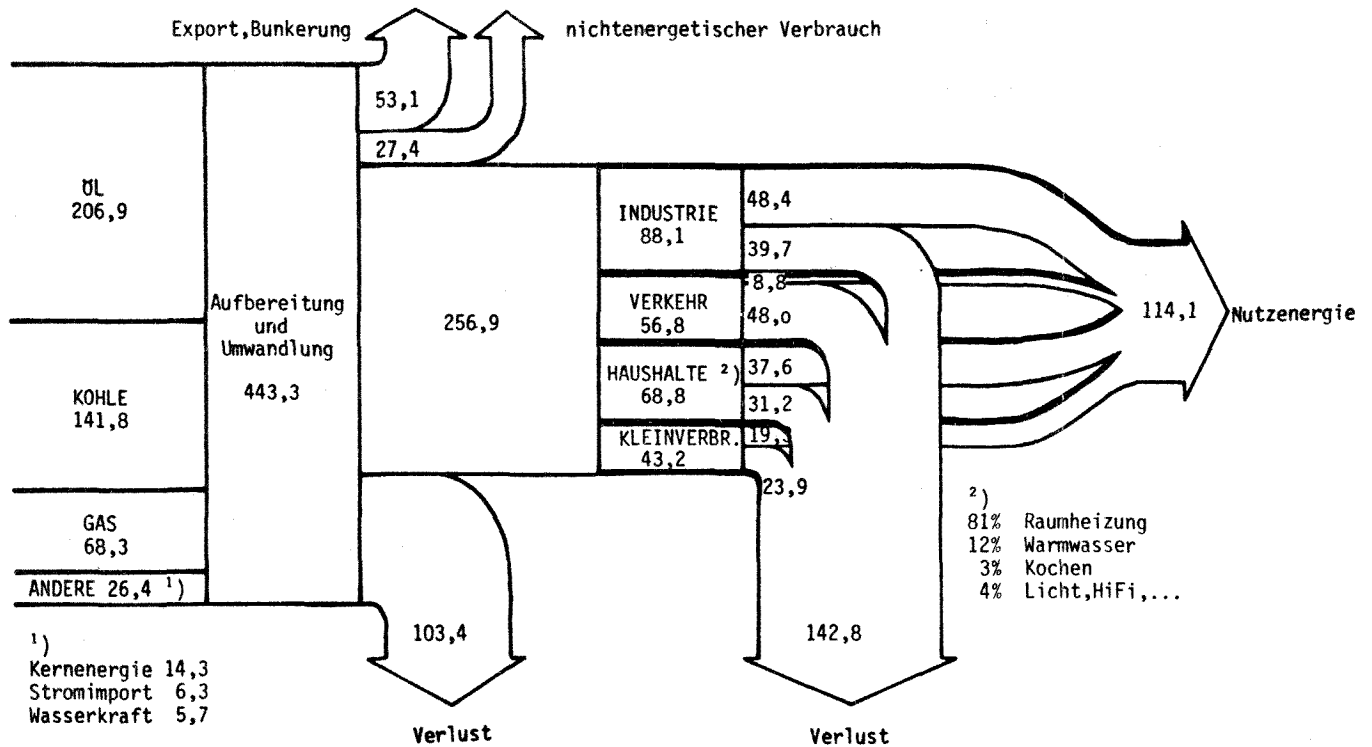 Export,Bunkerung
nichtenergetischer Verbrauch
53,1
27,4
ÖL
206,9
KOHLE
141,8
GAS
68,3
ANDERE 26,4 ¹)
Aufbereitung
und
Umwandlung
443,3
256,9
INDUSTRIE
88,1
VERKEHR
56,8
HAUSHALTE ²)
68,8
KLEINVERBR.
43,2
48,4
39,7
8,8
48,0
37,6
31,2
23,9
114,1
Nutzenergie
103,4
Verlust
142,8
Verlust
¹)
Kernenergie 14,3
Stromimport 6,3
Wasserkraft 5,7
²)
81% Raumheizung
12% Warmwasser
3% Kochen
4% Licht,HiFi,...